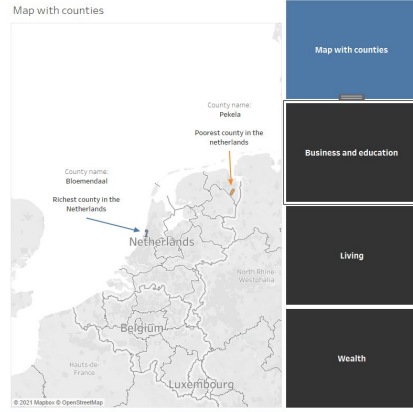 Map with counties
Map with counties
County name:
Pekela
Poorest county in the
netherlands
Business and education
County name:
Bloemendaal
Richest county in the
Netherlands
Netherlands
Living
North Rhine-
Westphalia
Belgium
Hauts-de-
France
Wealth
Luxembourg
© 2021 Mapbox © OpenStreetMap